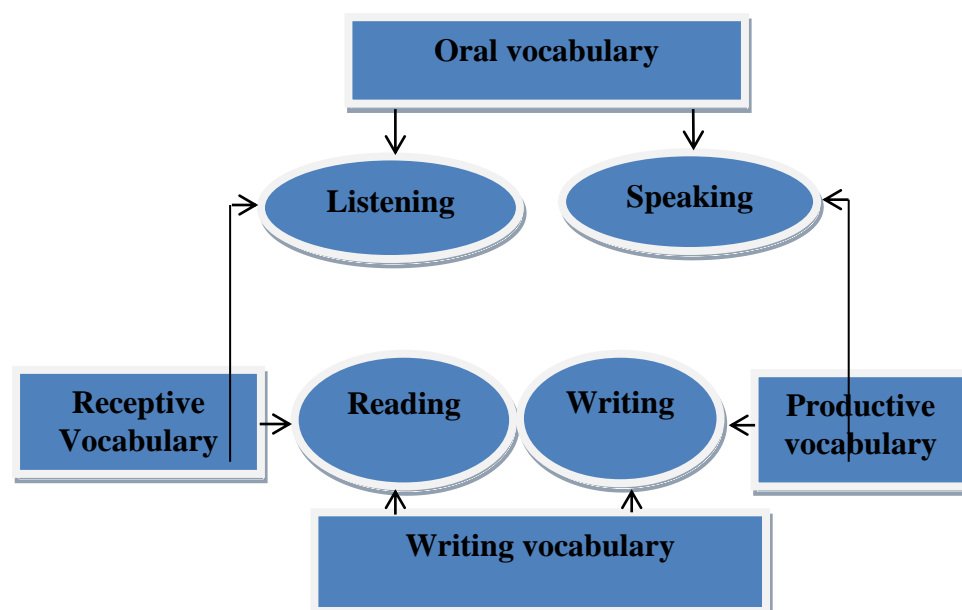 Oral vocabulary
Listening
Speaking
Receptive
Vocabulary
Reading
Writing
Productive
vocabulary
Writing vocabulary